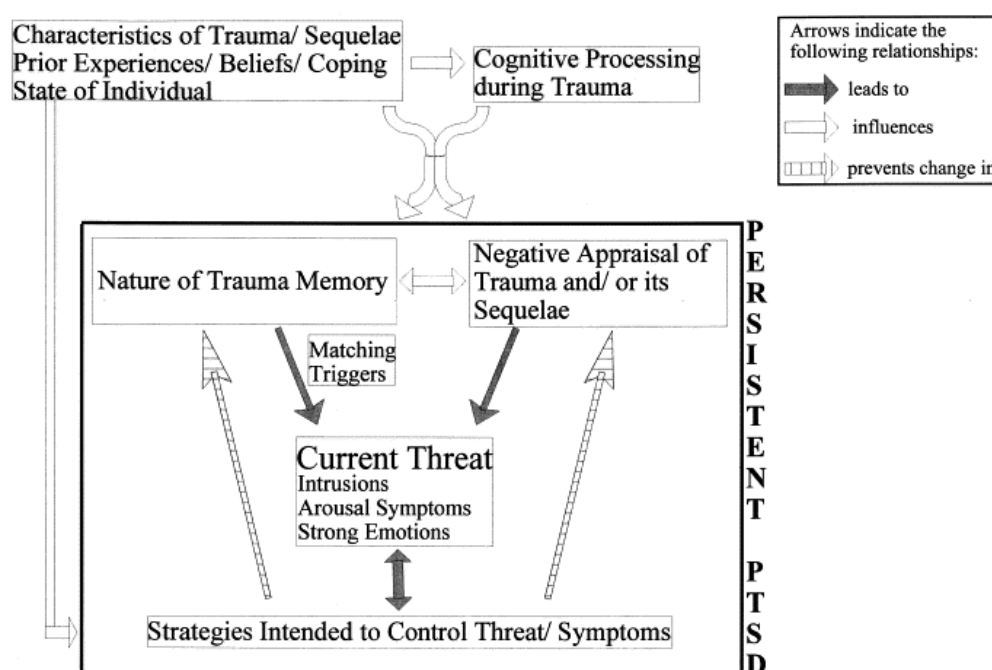 Characteristics of Trauma/ Sequelae
Prior Experiences/ Beliefs/ Coping
State of Individual
Cognitive Processing
during Trauma
Arrows indicate the
following relationships:
leads to
influences
prevents change in
Nature of Trauma Memory
Negative Appraisal of
Trauma and/ or its
Sequelae
Matching
Triggers
Current Threat
Intrusions
Arousal Symptoms
Strong Emotions
Strategies Intended to Control Threat/ Symptoms
PERSISTENT PTSD